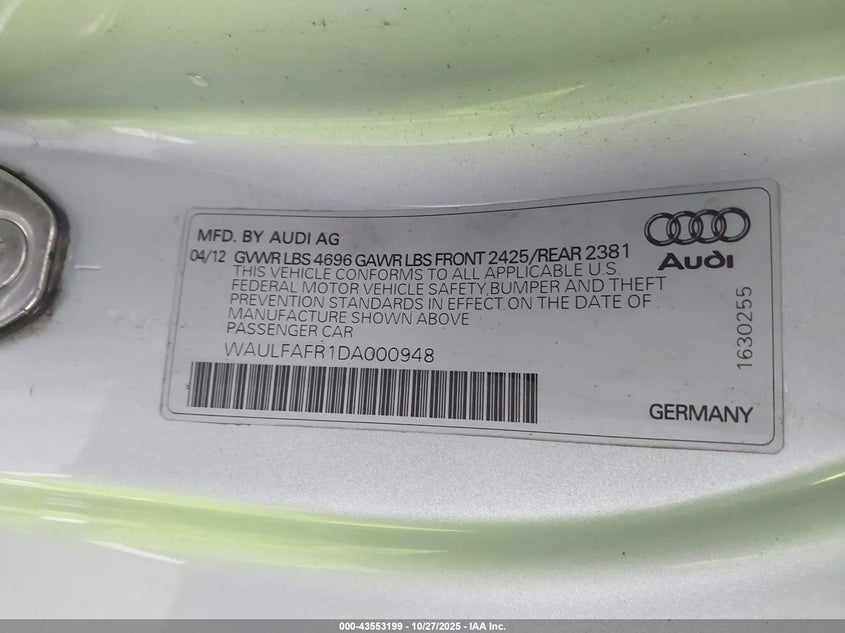 MFD. BY AUDI AG
04/12 GVWR LBS 4696 GAWR LBS FRONT 2425/REAR 2381
THIS VEHICLE CONFORMS TO ALL APPLICABLE U.S.
FEDERAL MOTOR VEHICLE SAFETY,BUMPER AND THEFT
PREVENTION STANDARDS IN EFFECT ON THE DATE OF
MANUFACTURE SHOWN ABOVE
PASSENGER CAR
WAULFAFR1DA000948
Audi
1630255
GERMANY
000-43553199 - 10/27/2025 - IAA Inc.